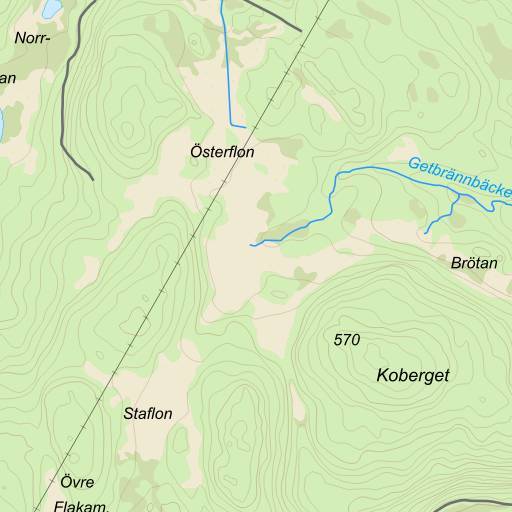 Norr-
an
Österflon
Getbrännbäcke
Brötan
570
Koberget
Staflon
Övre
Flakam.